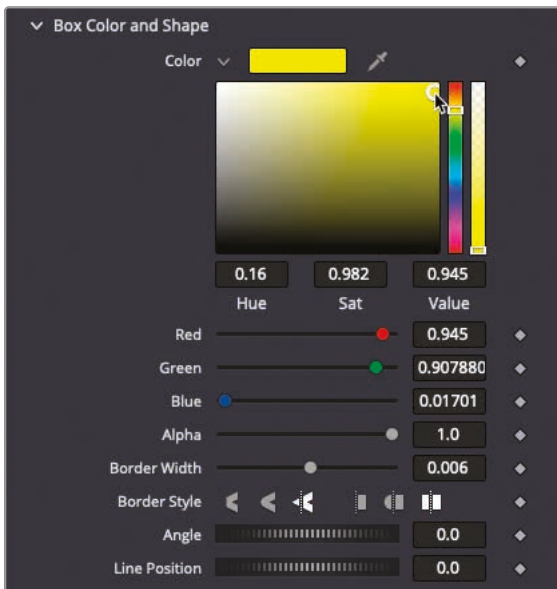 Box Color and Shape
Color
0.16 0.982 0.945
Hue Sat Value
Red 0.945
Green 0.907880
Blue 0.01701
Alpha 1.0
Border Width 0.006
Border Style
Angle 0.0
Line Position 0.0